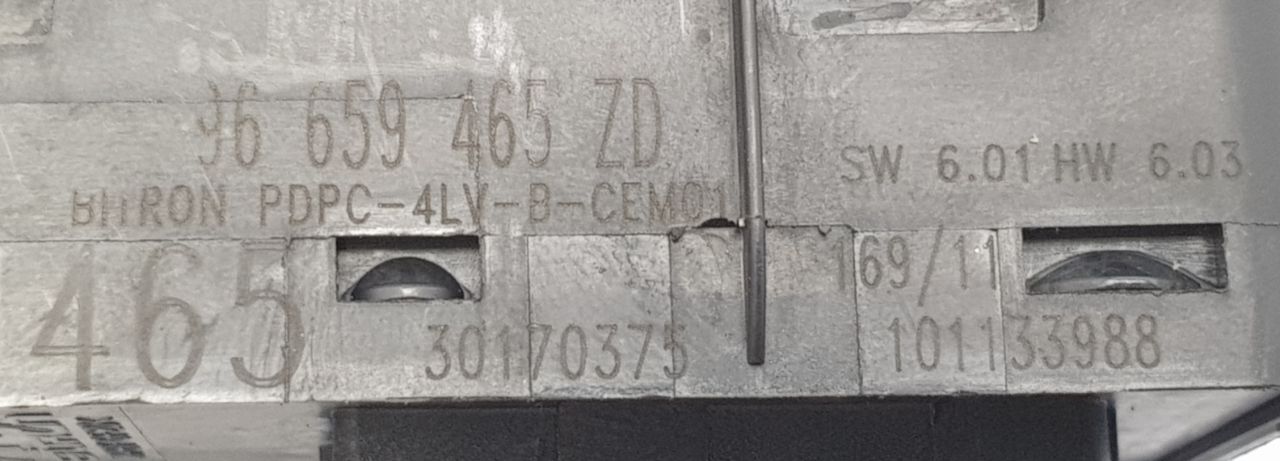 96 659 465 ZD
BITRON PDPC-4LV-B-CEM01
SW 6.01 HW 6.03
465
30170375
169/11
101133988